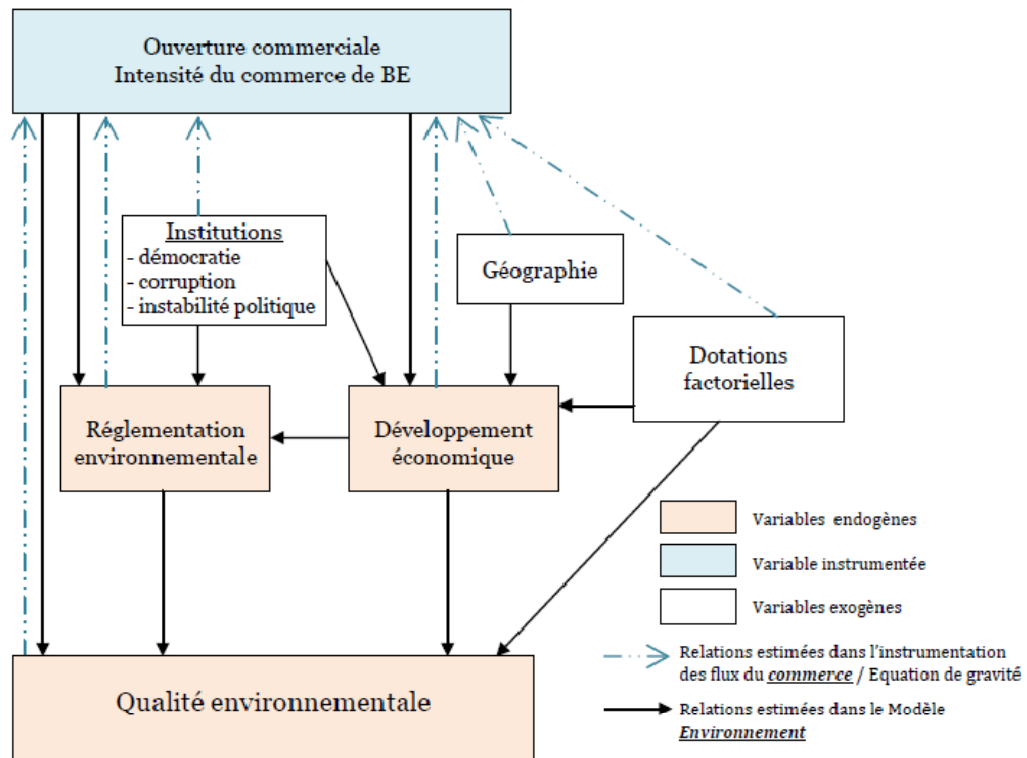 Ouverture commerciale
Intensité du commerce de BE
Institutions
- démocratie
- corruption
- instabilité politique
Géographie
Dotations
factorielles
Réglementation
environnementale
Développement
économique
Variables endogènes
Variable instrumentée
Variables exogènes
Relations estimées dans l'instrumentation
des flux du commerce / Equation de gravité
Relations estimées dans le Modèle
Environnement
Qualité environnementale